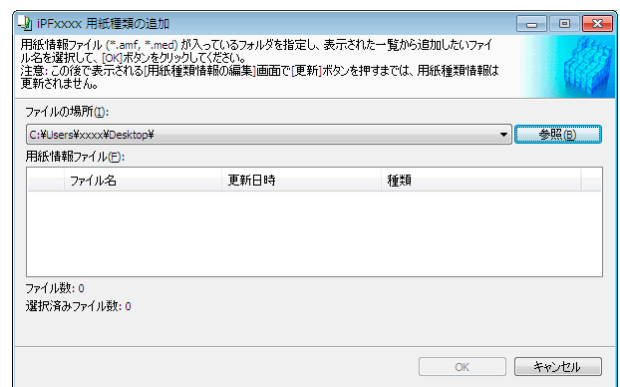 iPFxxxx 用紙種類の追加
用紙情報ファイル (*.amf, *.med) が入っているフォルダを指定し、表示された一覧から追加したいファイ
ル名を選択して、[OK]ボタンをクリックしてください。
注意: この後で表示される[用紙種類情報の編集]画面で[更新]ボタンを押すまでは、用紙種類情報は
更新されません。
ファイルの場所(I):
C:¥Users¥xxxx¥Desktop¥ 参照(B)
用紙情報ファイル(F):
ファイル名 更新日時 種類
ファイル数: 0
選択済みファイル数: 0
OK キャンセル